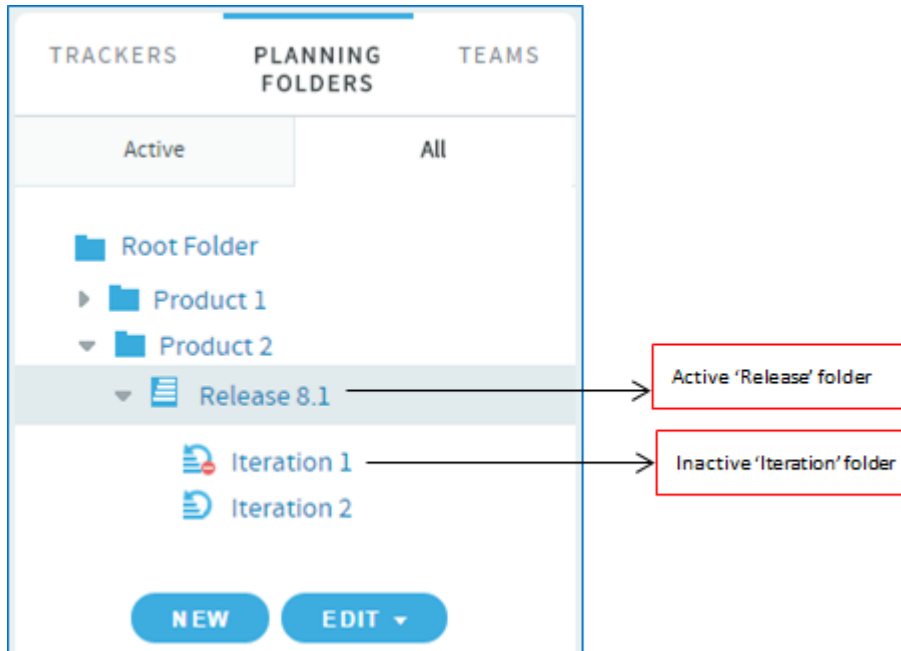 TRACKERS
PLANNING
FOLDERS
TEAMS
Active
All
Root Folder
Product 1
Product 2
Release 8.1
Active ‘Release’ folder
Iteration 1
Inactive ‘Iteration’ folder
Iteration 2
NEW
EDIT